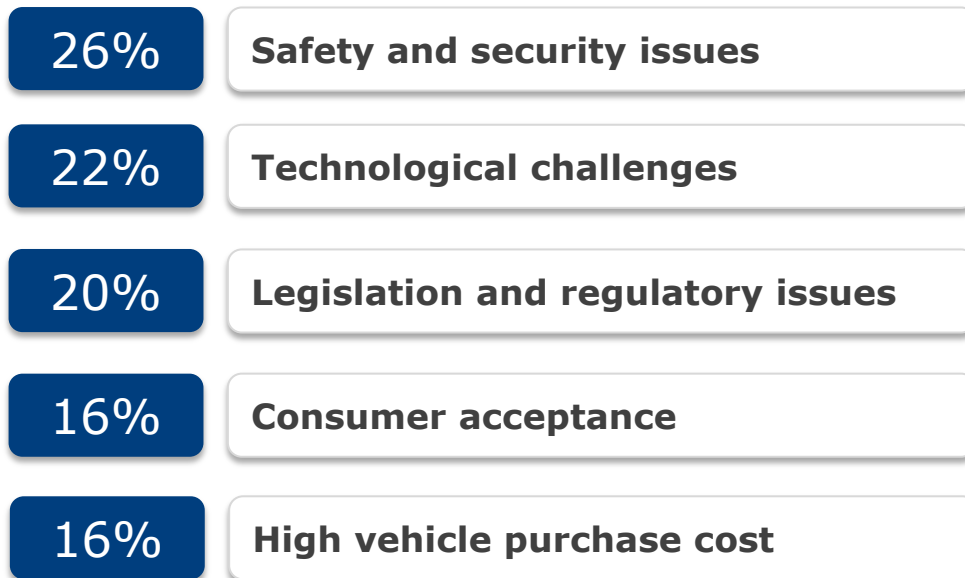 26% Safety and security issues
22% Technological challenges
20% Legislation and regulatory issues
16% Consumer acceptance
16% High vehicle purchase cost